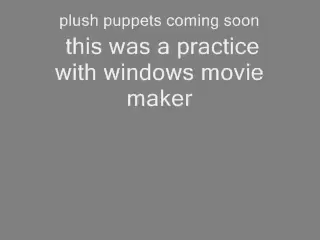 plush puppets coming soon
this was a practice
with windows movie
maker